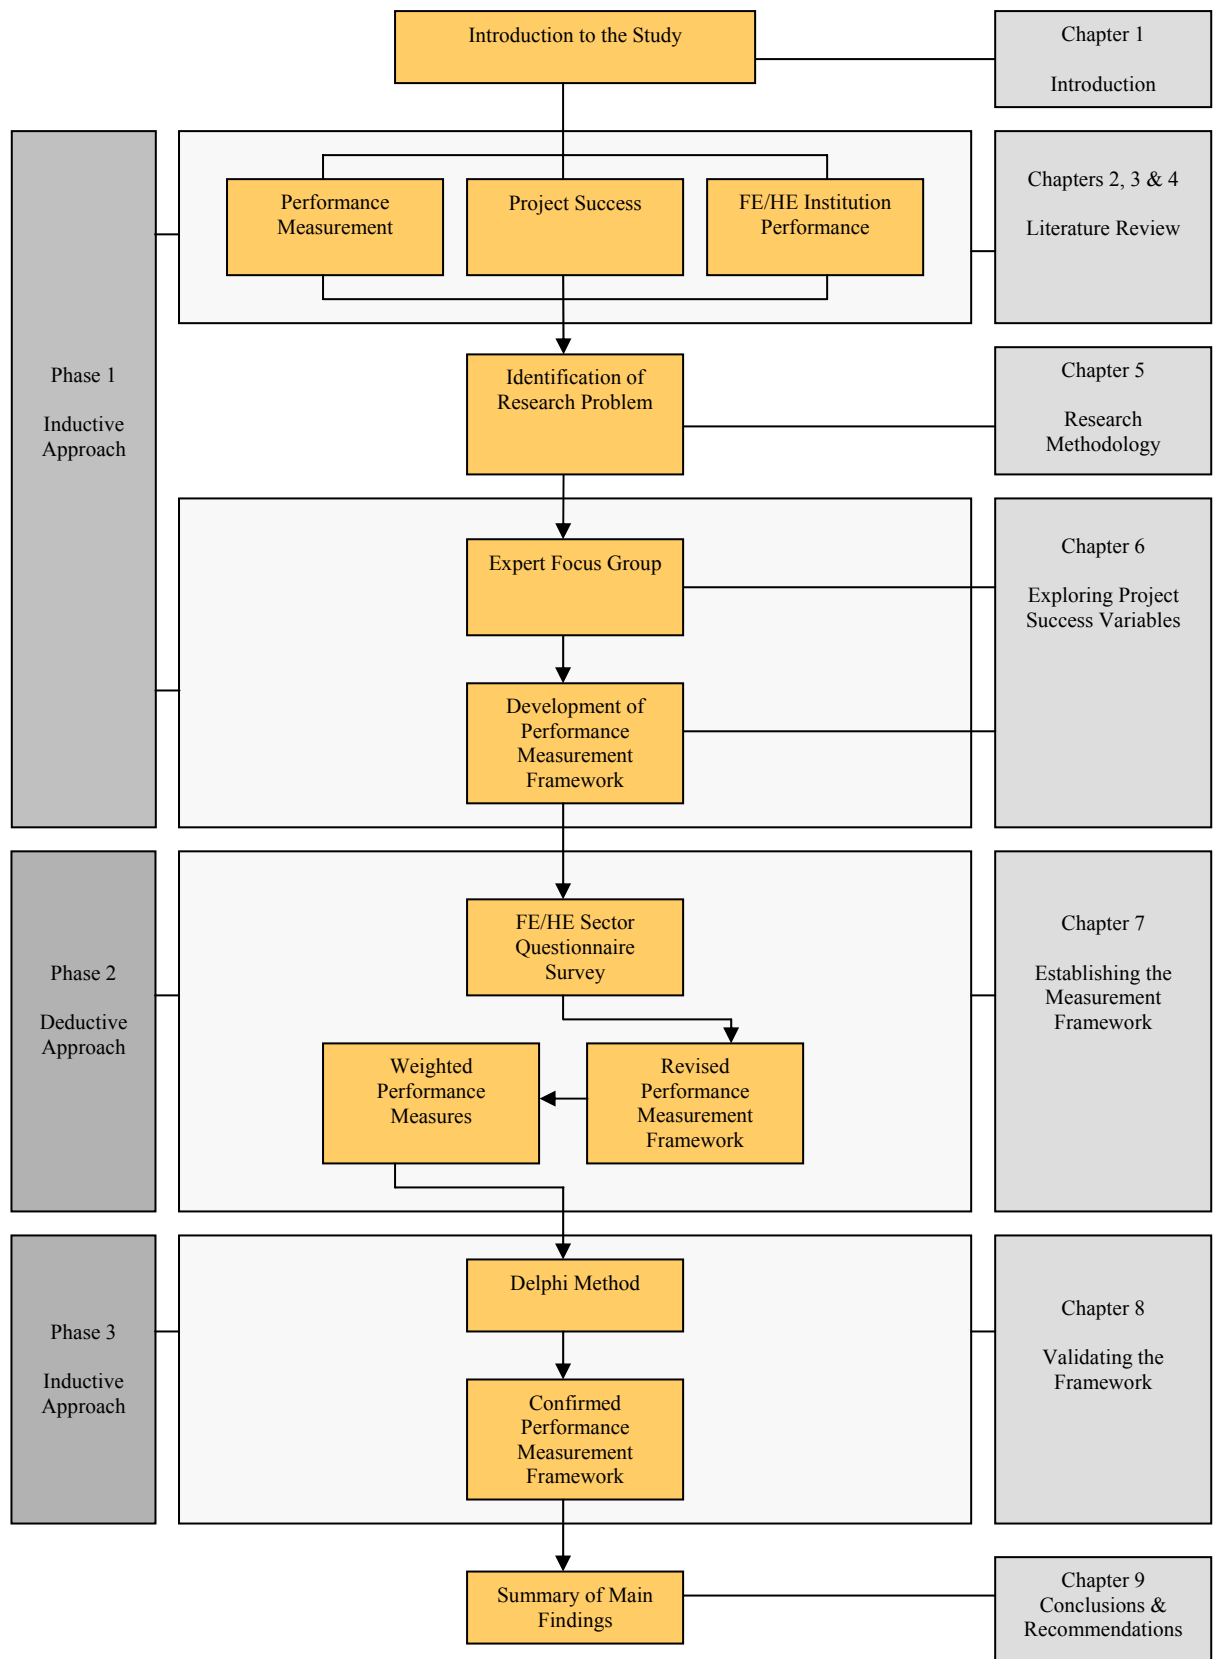 Introduction to the Study
Chapter 1
Introduction
Performance
Measurement
Project Success
FE/HE Institution
Performance
Chapters 2, 3 & 4
Literature Review
Phase 1
Inductive
Approach
Identification of
Research Problem
Chapter 5
Research
Methodology
Expert Focus Group
Chapter 6
Exploring Project
Success Variables
Development of
Performance
Measurement
Framework
Phase 2
Deductive
Approach
FE/HE Sector
Questionnaire
Survey
Chapter 7
Establishing the
Measurement
Framework
Weighted
Performance
Measures
Revised
Performance
Measurement
Framework
Phase 3
Inductive
Approach
Delphi Method
Chapter 8
Validating the
Framework
Confirmed
Performance
Measurement
Framework
Summary of Main
Findings
Chapter 9
Conclusions &
Recommendations